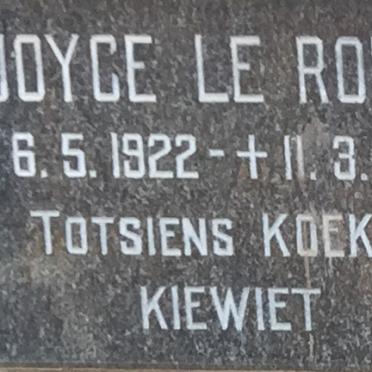 JOYCE LE RO
6.5.1922 - † 11.3.
TOTSIENS KOEK
KIEWIET